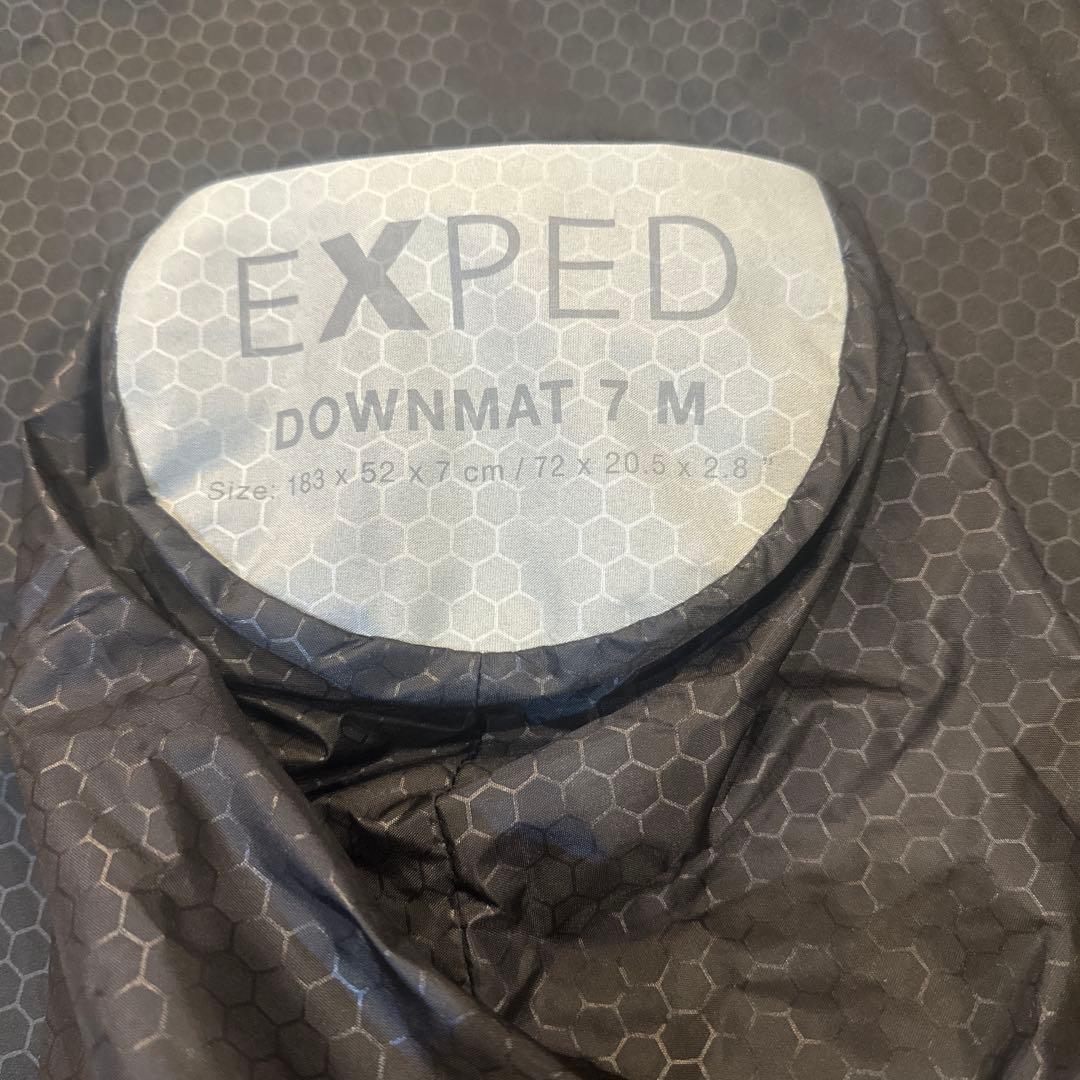 EXPED
DOWNMAT 7 M
Size: 183 x 52 x 7 cm / 72 x 20.5 x 2.8 "